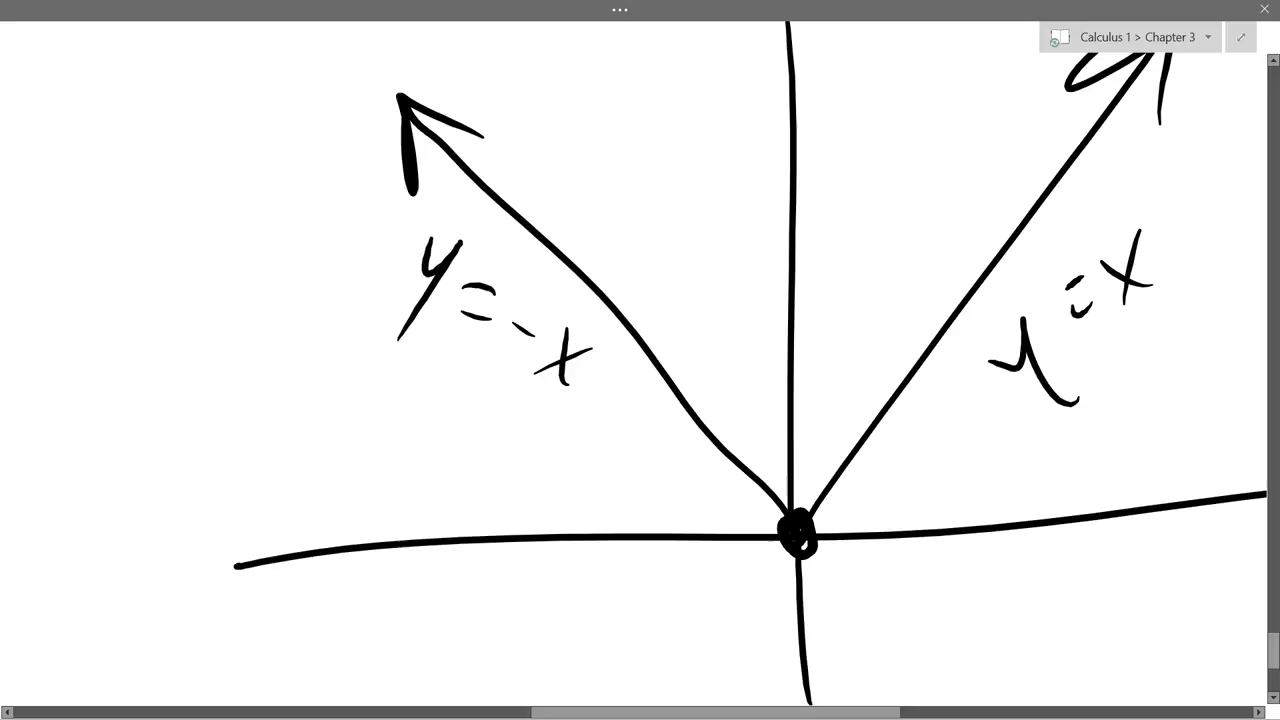 Calculus 1 > Chapter 3
y = -x
y = x